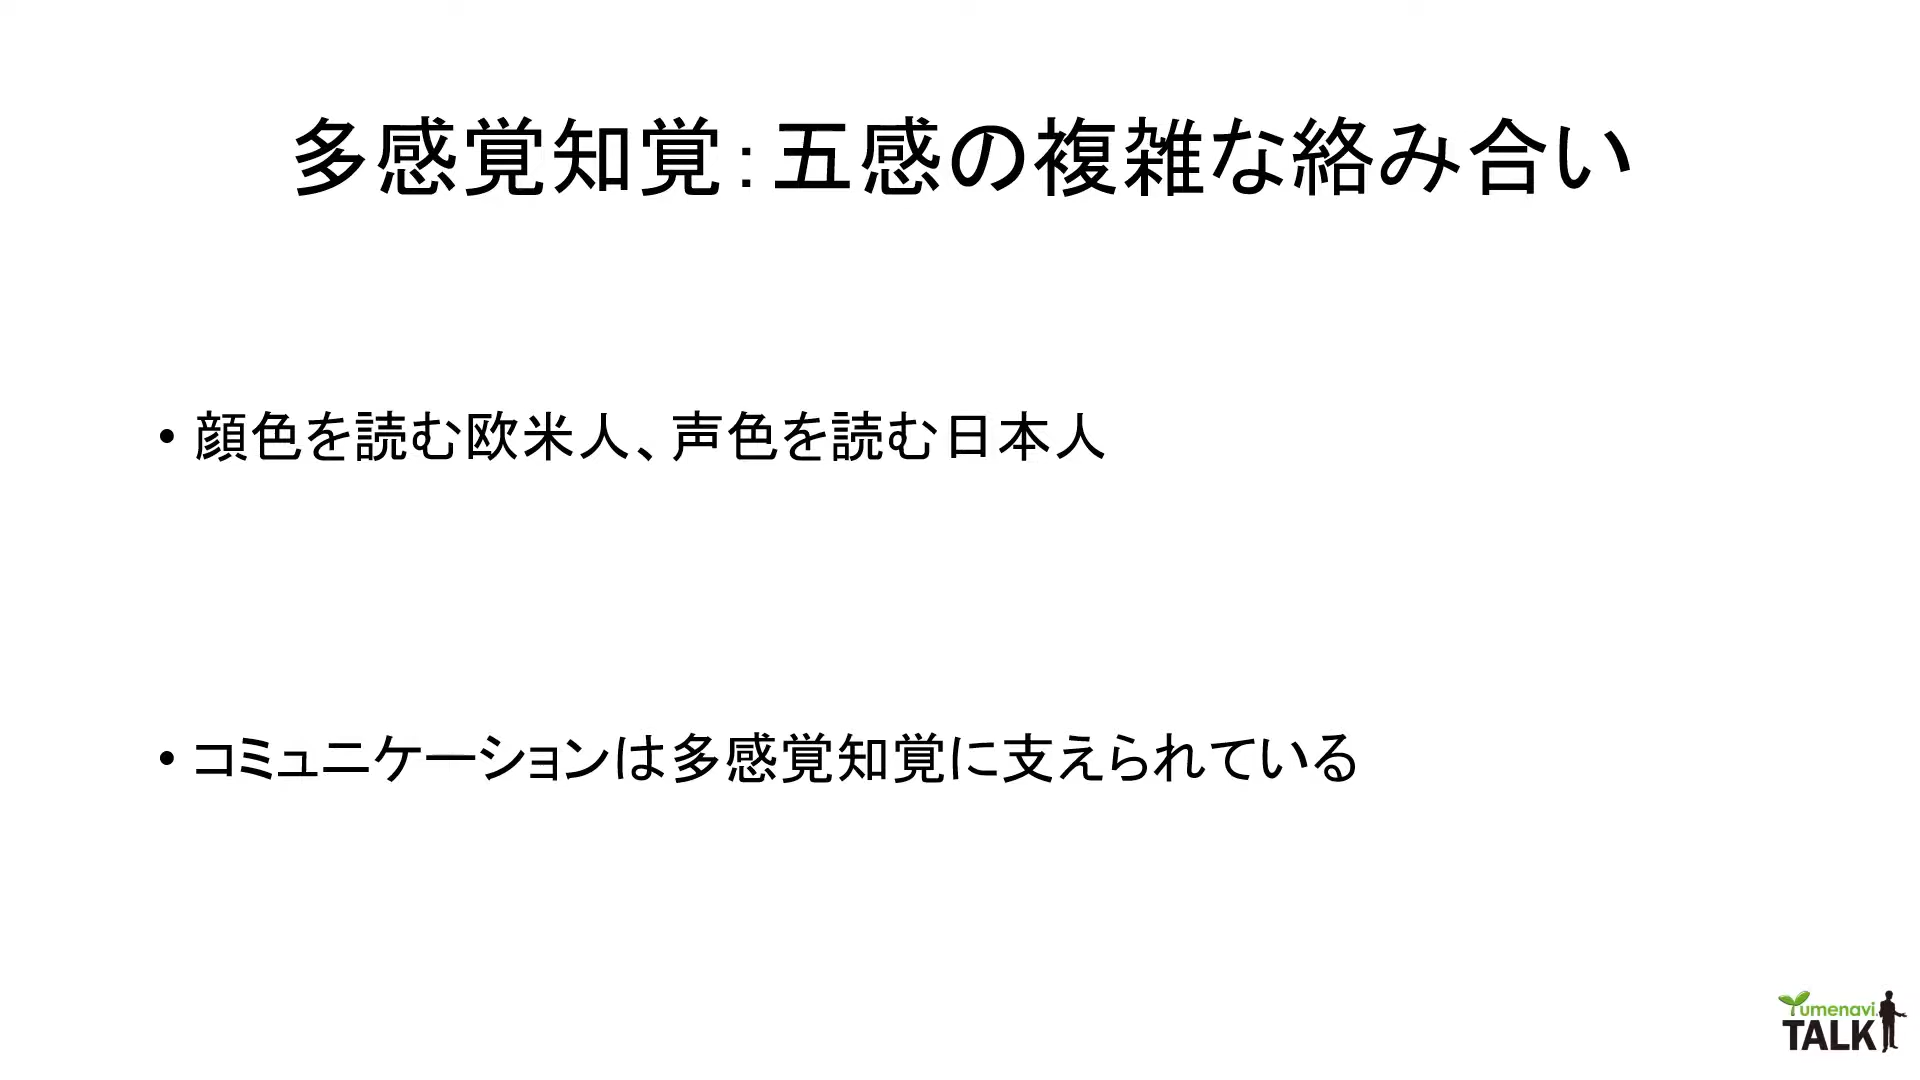 多感覚知覚：五感の複雑な絡み合い
• 顔色を読む欧米人、声色を読む日本人
• コミュニケーションは多感覚知覚に支えられている
Yumenavi
TALK